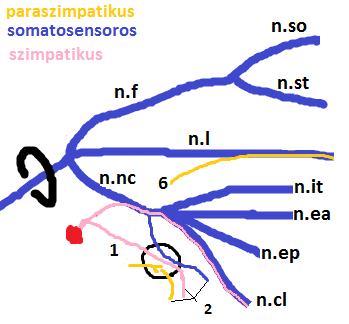 paraszimpatikus
somatosensoros
szimpatikus
n.so
n.f
n.st
n.l
n.nc
6
n.it
n.ea
n.ep
1
2
n.cl